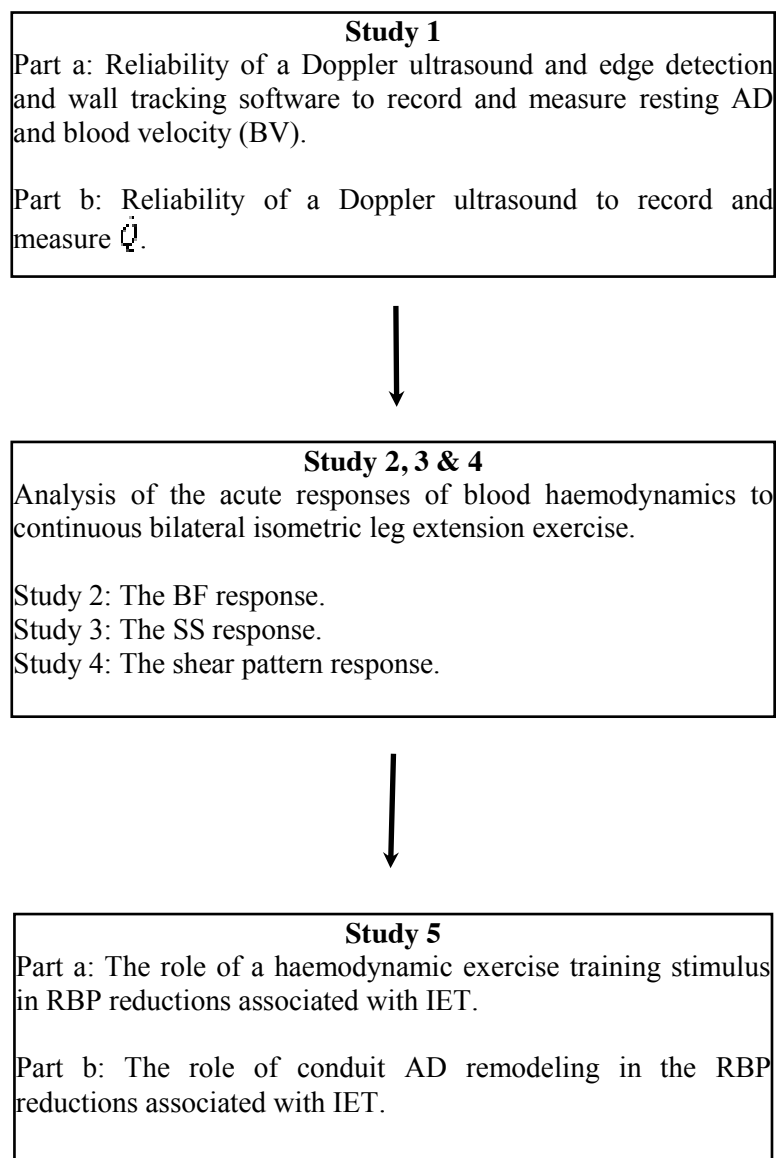 Study 1
Part a: Reliability of a Doppler ultrasound and edge detection
and wall tracking software to record and measure resting AD
and blood velocity (BV).
Part b: Reliability of a Doppler ultrasound to record and
measure Q̇.
Study 2, 3 & 4
Analysis of the acute responses of blood haemodynamics to
continuous bilateral isometric leg extension exercise.
Study 2: The BF response.
Study 3: The SS response.
Study 4: The shear pattern response.
Study 5
Part a: The role of a haemodynamic exercise training stimulus
in RBP reductions associated with IET.
Part b: The role of conduit AD remodeling in the RBP
reductions associated with IET.